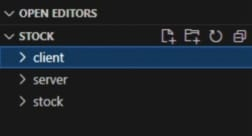 OPEN EDITORS
STOCK
client
server
stock